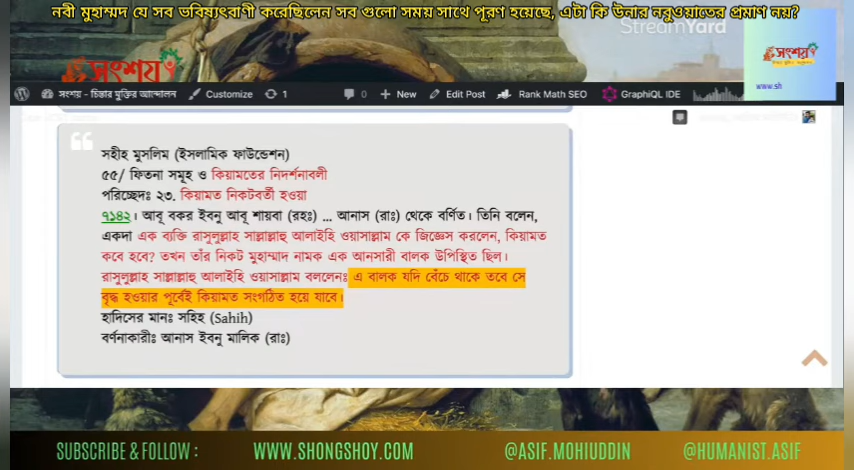 নবী মুহাম্মদ যে সব ভবিষ্যৎবাণী করেছিলেন সব গুলো সময় সাথে পূরণ হয়েছে, এটা কি উনার নবুওয়াতের প্রমাণ নয়?
StreamYard
সংশয়
সংশয়
www.sh
সংশয় - চিন্তার মুক্তির আন্দোলন Customize 1 0 New Edit Post Rank Math SEO GraphiQL IDE
সহীহ মুসলিম (ইসলামিক ফাউন্ডেশন)
৫৫/ ফিতনা সমূহ ও কিয়ামতের নিদর্শনাবলী
পরিচ্ছেদঃ ২৩. কিয়ামত নিকটবর্তী হওয়া
৭১৪২। আবূ বকর ইবনু আবূ শায়বা (রহঃ) ... আনাস (রাঃ) থেকে বর্ণিত। তিনি বলেন,
একদা এক ব্যক্তি রাসুলুল্লাহ সাল্লাল্লাহু আলাইহি ওয়াসাল্লাম কে জিজ্ঞেস করলেন, কিয়ামত
কবে হবে? তখন তাঁর নিকট মুহাম্মাদ নামক এক আনসারী বালক উপিস্থিত ছিল।
রাসুলুল্লাহ সাল্লাল্লাহু আলাইহি ওয়াসাল্লাম বললেনঃ এ বালক যদি বেঁচে থাকে তবে সে
বৃদ্ধ হওয়ার পূর্বেই কিয়ামত সংগঠিত হয়ে যাবে।
হাদিসের মানঃ সহিহ (Sahih)
বর্ণনাকারীঃ আনাস ইবনু মালিক (রাঃ)
SUBSCRIBE & FOLLOW : WWW.SHONGSHOY.COM @ASIF.MOHIUDDIN @HUMANIST.ASIF